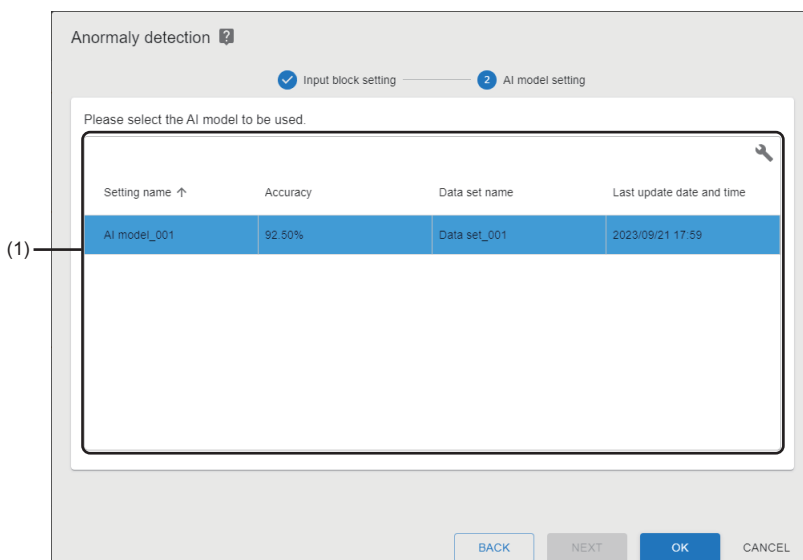 Anormaly detection ?
Input block setting 2 AI model setting
Please select the AI model to be used.
Setting name ↑ Accuracy Data set name Last update date and time
(1) AI model_001 92.50% Data set_001 2023/09/21 17:59
BACK NEXT OK CANCEL